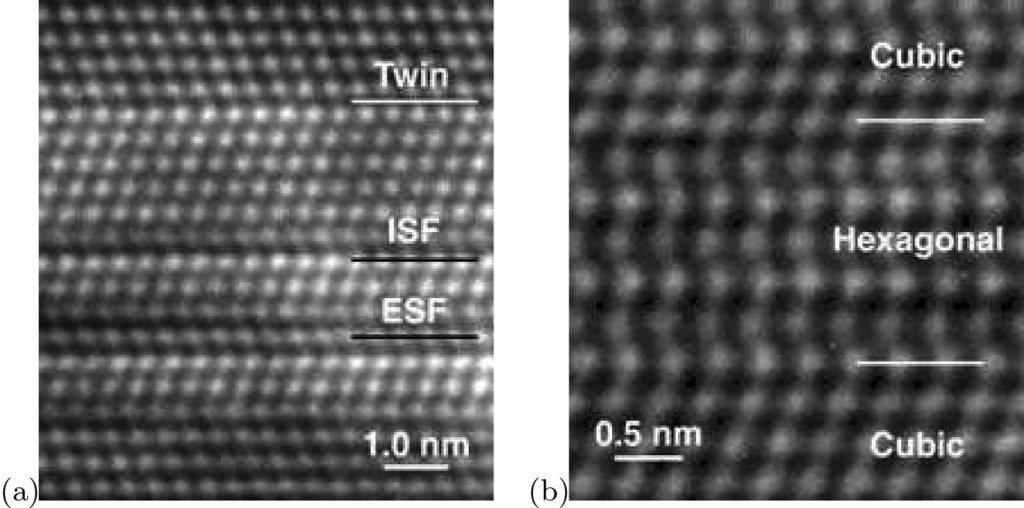 Twin
ISF
ESF
1.0 nm
(a)
Cubic
Hexagonal
0.5 nm
Cubic
(b)